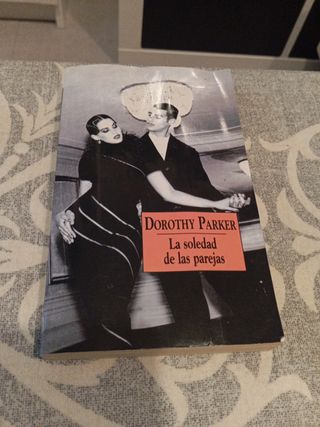 DOROTHY PARKER
La soledad
de las parejas